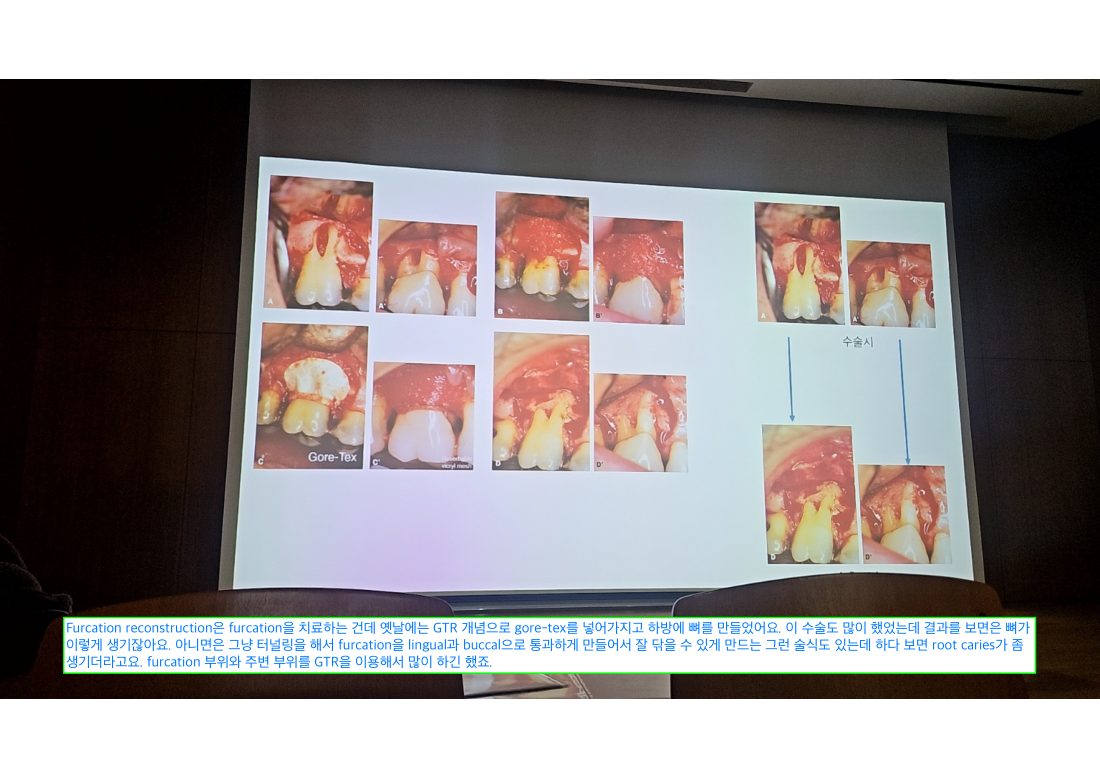 A
A'
B
B'
C
Gore-Tex
C'
vicryl mesh
D
D'
A
A'
수술시
D
D'
Furcation reconstruction은 furcation을 치료하는 건데 옛날에는 GTR 개념으로 gore-tex를 넣어가지고 하방에 뼈를 만들었어요. 이 수술도 많이 했었는데 결과를 보면은 뼈가
이렇게 생기잖아요. 아니면은 그냥 터널링을 해서 furcation을 lingual과 buccal으로 통과하게 만들어서 잘 닦을 수 있게 만드는 그런 술식도 있는데 하다 보면 root caries가 좀
생기더라고요. furcation 부위와 주변 부위를 GTR을 이용해서 많이 하긴 했죠.